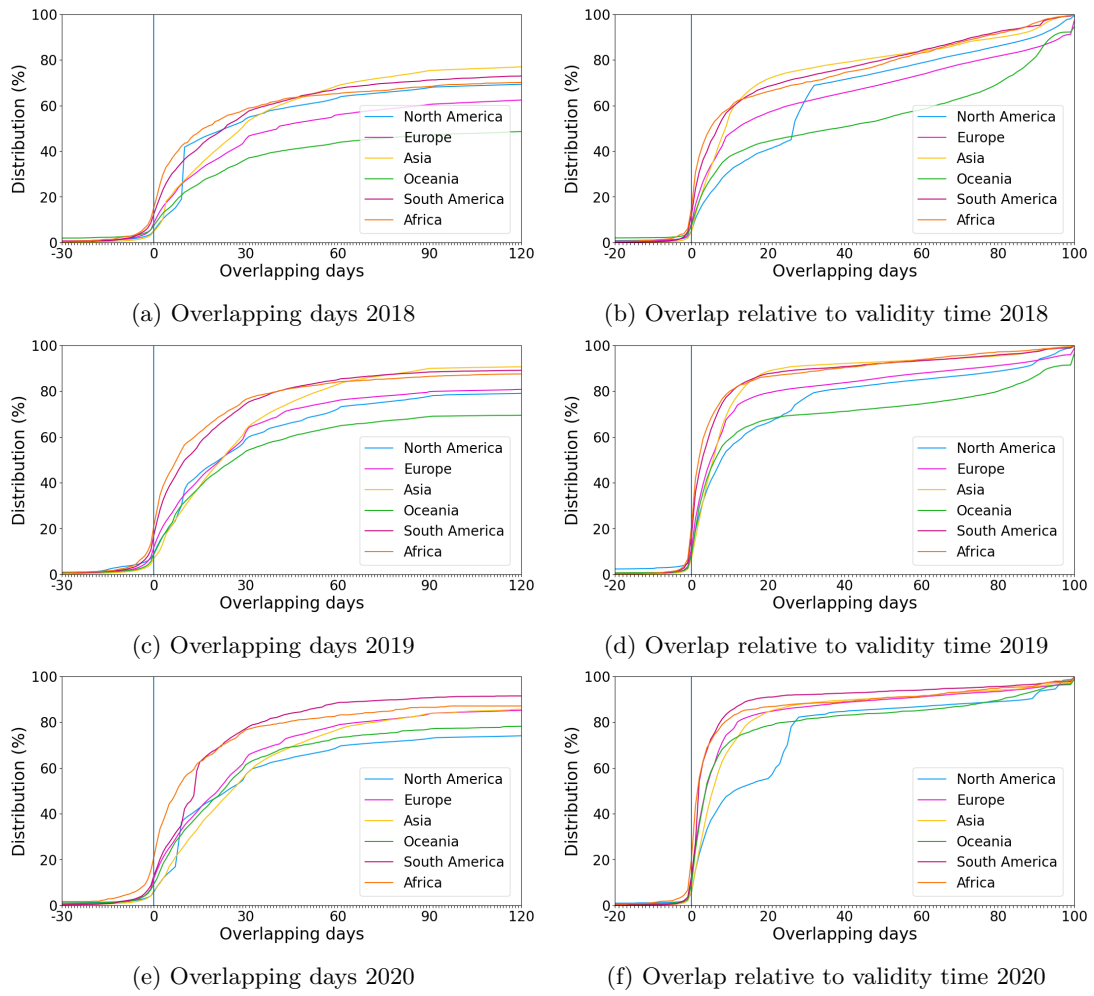 100
80
60
40
20
0
Distribution (%)
-30 0 30 60 90 120
Overlapping days
North America
Europe
Asia
Oceania
South America
Africa
(a) Overlapping days 2018
100
80
60
40
20
0
Distribution (%)
-20 0 20 40 60 80 100
Overlapping days
North America
Europe
Asia
Oceania
South America
Africa
(b) Overlap relative to validity time 2018
100
80
60
40
20
0
Distribution (%)
-30 0 30 60 90 120
Overlapping days
North America
Europe
Asia
Oceania
South America
Africa
(c) Overlapping days 2019
100
80
60
40
20
0
Distribution (%)
-20 0 20 40 60 80 100
Overlapping days
North America
Europe
Asia
Oceania
South America
Africa
(d) Overlap relative to validity time 2019
100
80
60
40
20
0
Distribution (%)
-30 0 30 60 90 120
Overlapping days
North America
Europe
Asia
Oceania
South America
Africa
(e) Overlapping days 2020
100
80
60
40
20
0
Distribution (%)
-20 0 20 40 60 80 100
Overlapping days
North America
Europe
Asia
Oceania
South America
Africa
(f) Overlap relative to validity time 2020